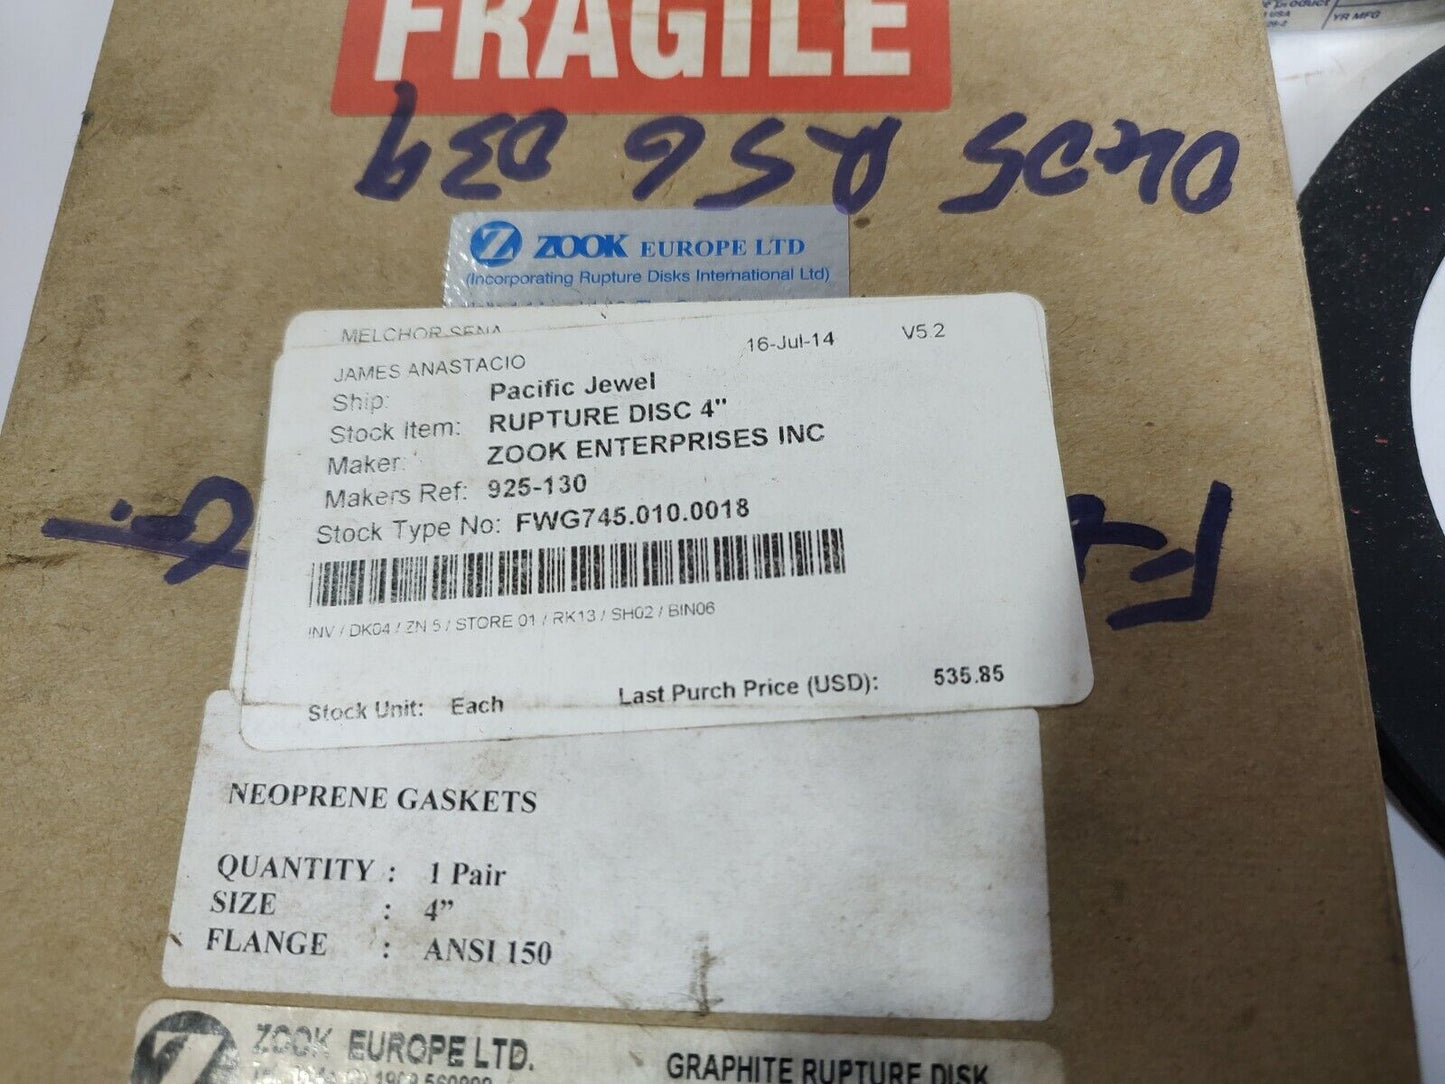 FRAGILE
YR MFG
ZOOK EUROPE LTD
(Incorporating Rupture Disks International Ltd)
MELCHOR SENA
JAMES ANASTACIO
16-Jul-14
V5.2
Ship: Pacific Jewel
Stock Item: RUPTURE DISC 4"
Maker: ZOOK ENTERPRISES INC
Makers Ref: 925-130
Stock Type No: FWG745.010.0018
INV / DK04 / ZN 5 / STORE 01 / RK13 / SH02 / BIN06
Stock Unit: Each
Last Purch Price (USD): 535.85
NEOPRENE GASKETS
QUANTITY : 1 Pair
SIZE : 4”
FLANGE : ANSI 150
ZOOK EUROPE LTD.
GRAPHITE RUPTURE DISK